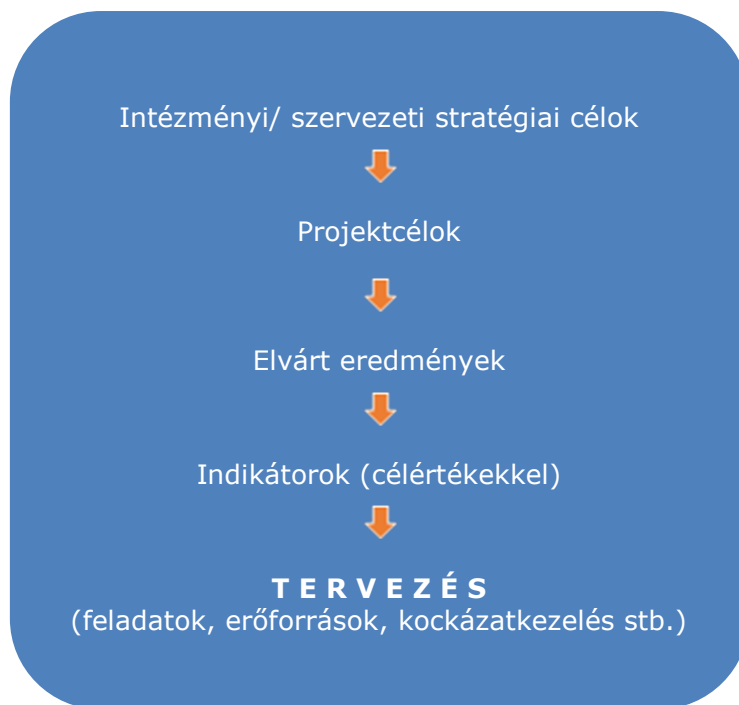 Intézményi/ szervezeti stratégiai célok
Projektcélok
Elvárt eredmények
Indikátorok (célértékekkel)
T E R V E Z É S
(feladatok, erőforrások, kockázatkezelés stb.)